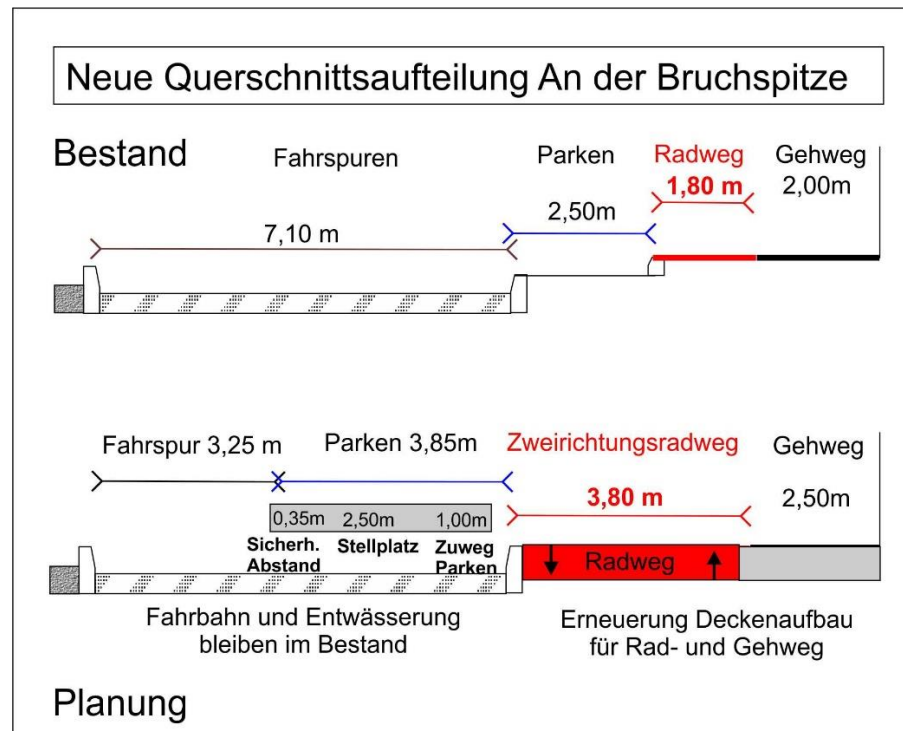 Neue Querschnittsaufteilung An der Bruchspitze
Bestand
Fahrspuren
Parken
Radweg
Gehweg
1,80 m
2,00m
2,50m
7,10 m
Fahrspur 3,25 m
Parken 3,85m
Zweirichtungsradweg
Gehweg
3,80 m
2,50m
0,35m
2,50m
1,00m
Sicherh.
Abstand
Stellplatz
Zuweg
Parken
Radweg
Fahrbahn und Entwässerung
bleiben im Bestand
Erneuerung Deckenaufbau
für Rad- und Gehweg
Planung